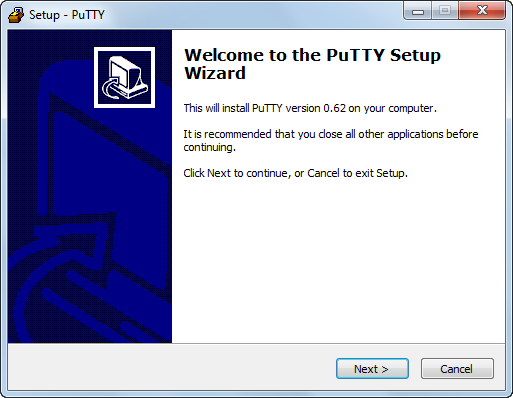 Setup - PuTTY
Welcome to the PuTTY Setup
Wizard
This will install PuTTY version 0.62 on your computer.
It is recommended that you close all other applications before
continuing.
Click Next to continue, or Cancel to exit Setup.
Next >
Cancel